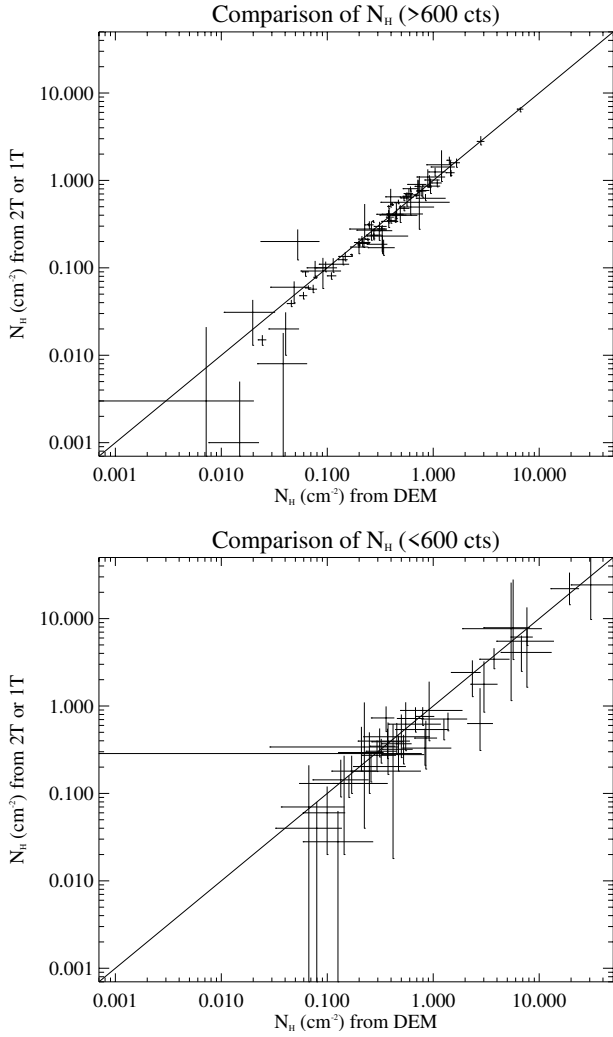 Comparison of N_H (>600 cts)
10.000
1.000
0.100
0.010
0.001
N_H (cm^-2) from 2T or 1T
0.001 0.010 0.100 1.000 10.000
N_H (cm^-2) from DEM
Comparison of N_H (<600 cts)
10.000
1.000
0.100
0.010
0.001
N_H (cm^-2) from 2T or 1T
0.001 0.010 0.100 1.000 10.000
N_H (cm^-2) from DEM